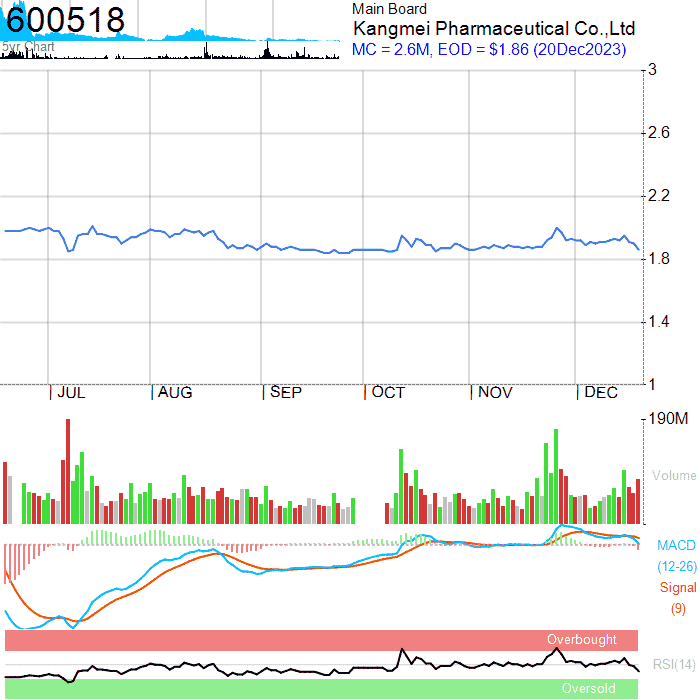 600518
5yr Chart
Main Board
Kangmei Pharmaceutical Co.,Ltd
MC = 2.6M, EOD = $1.86 (20Dec2023)
3
2.6
2.2
1.8
1.4
1
JUL AUG SEP OCT NOV DEC
190M
Volume
MACD
(12-26)
Signal
(9)
Overbought
RSI(14)
Oversold